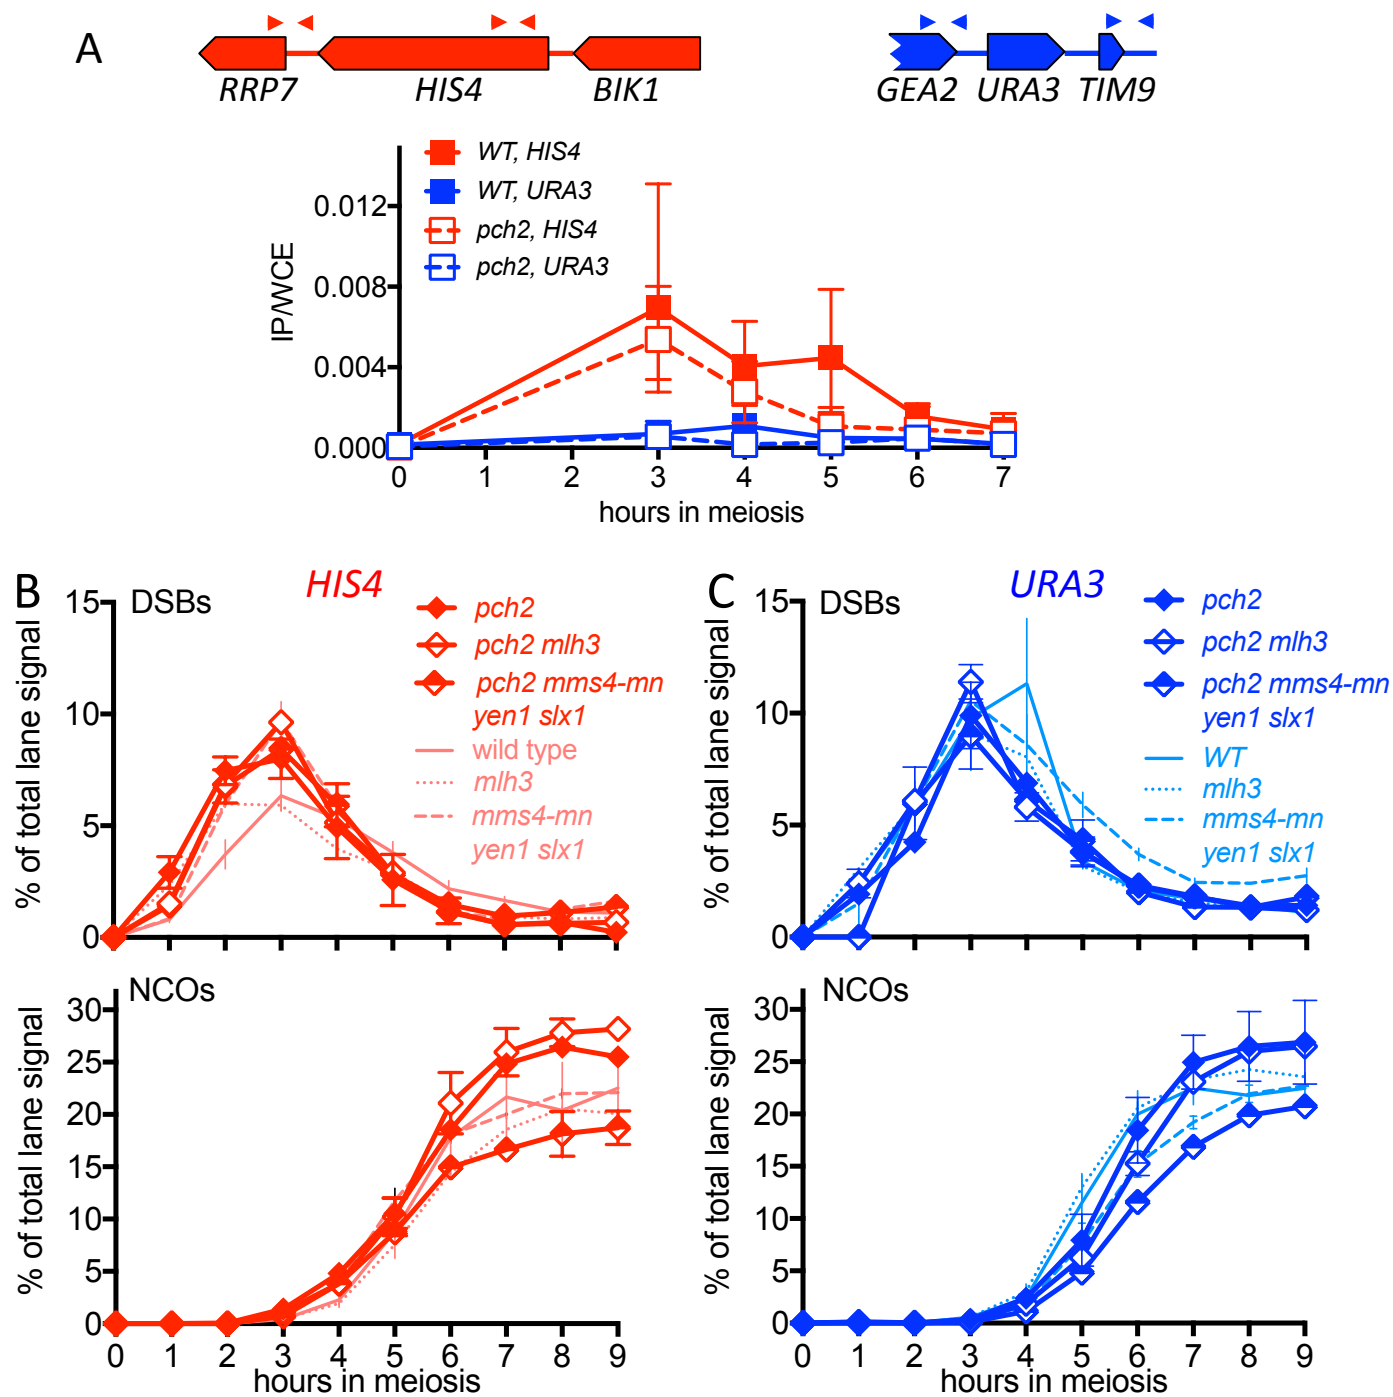 A
RRP7 HIS4 BIK1
GEA2 URA3 TIM9
WT, HIS4
WT, URA3
pch2, HIS4
pch2, URA3
IP/WCE
0.012
0.008
0.004
0.000
0 1 2 3 4 5 6 7
hours in meiosis
B
HIS4
DSBs
% of total lane signal
15
10
5
0
pch2
pch2 mlh3
pch2 mms4-mn
yen1 slx1
wild type
mlh3
mms4-mn
yen1 slx1
NCOs
% of total lane signal
30
25
20
15
10
5
0
0 1 2 3 4 5 6 7 8 9
hours in meiosis
C
URA3
DSBs
% of total lane signal
15
10
5
0
pch2
pch2 mlh3
pch2 mms4-mn
yen1 slx1
WT
mlh3
mms4-mn
yen1 slx1
NCOs
% of total lane signal
30
25
20
15
10
5
0
0 1 2 3 4 5 6 7 8 9
hours in meiosis